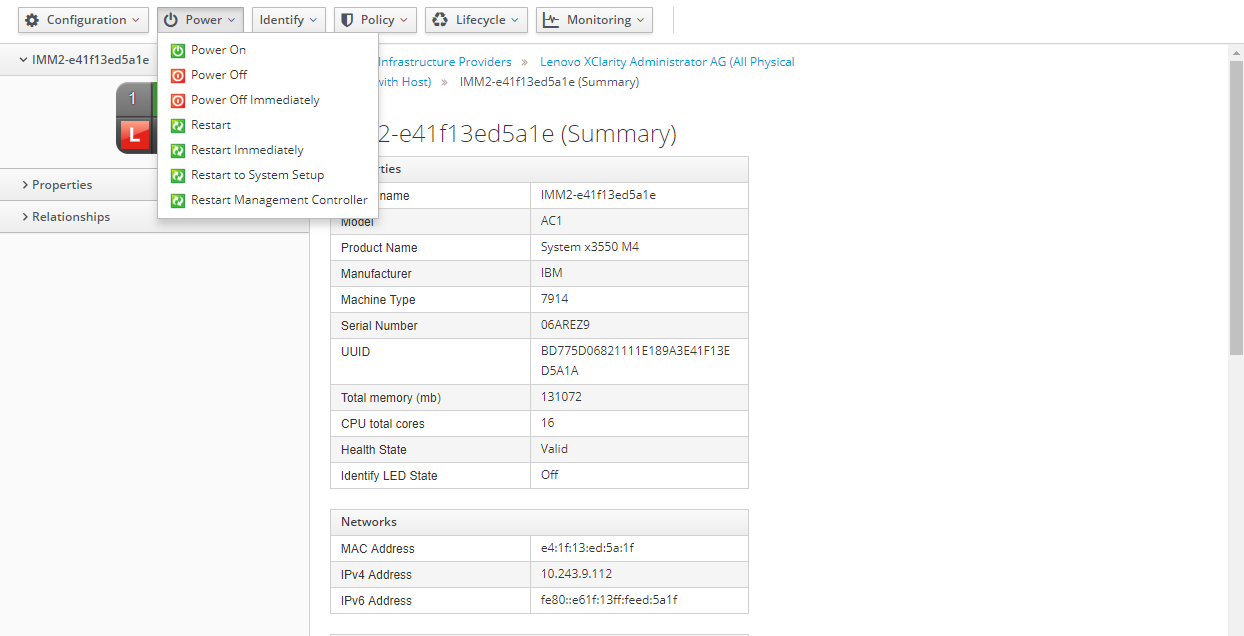 Configuration Power Identify Policy Lifecycle Monitoring
IMM2-e41f13ed5a1e
1
L
Properties
Relationships
Power On
Power Off
Power Off Immediately
Restart
Restart Immediately
Restart to System Setup
Restart Management Controller
Infrastructure Providers » Lenovo XClarity Administrator AG (All Physical
with Host) » IMM2-e41f13ed5a1e (Summary)
2-e41f13ed5a1e (Summary)
rties
name IMM2-e41f13ed5a1e
Model AC1
Product Name System x3550 M4
Manufacturer IBM
Machine Type 7914
Serial Number 06AREZ9
UUID BD775D06821111E189A3E41F13E
D5A1A
Total memory (mb) 131072
CPU total cores 16
Health State Valid
Identify LED State Off
Networks
MAC Address e4:1f:13:ed:5a:1f
IPv4 Address 10.243.9.112
IPv6 Address fe80::e61f:13ff:feed:5a1f